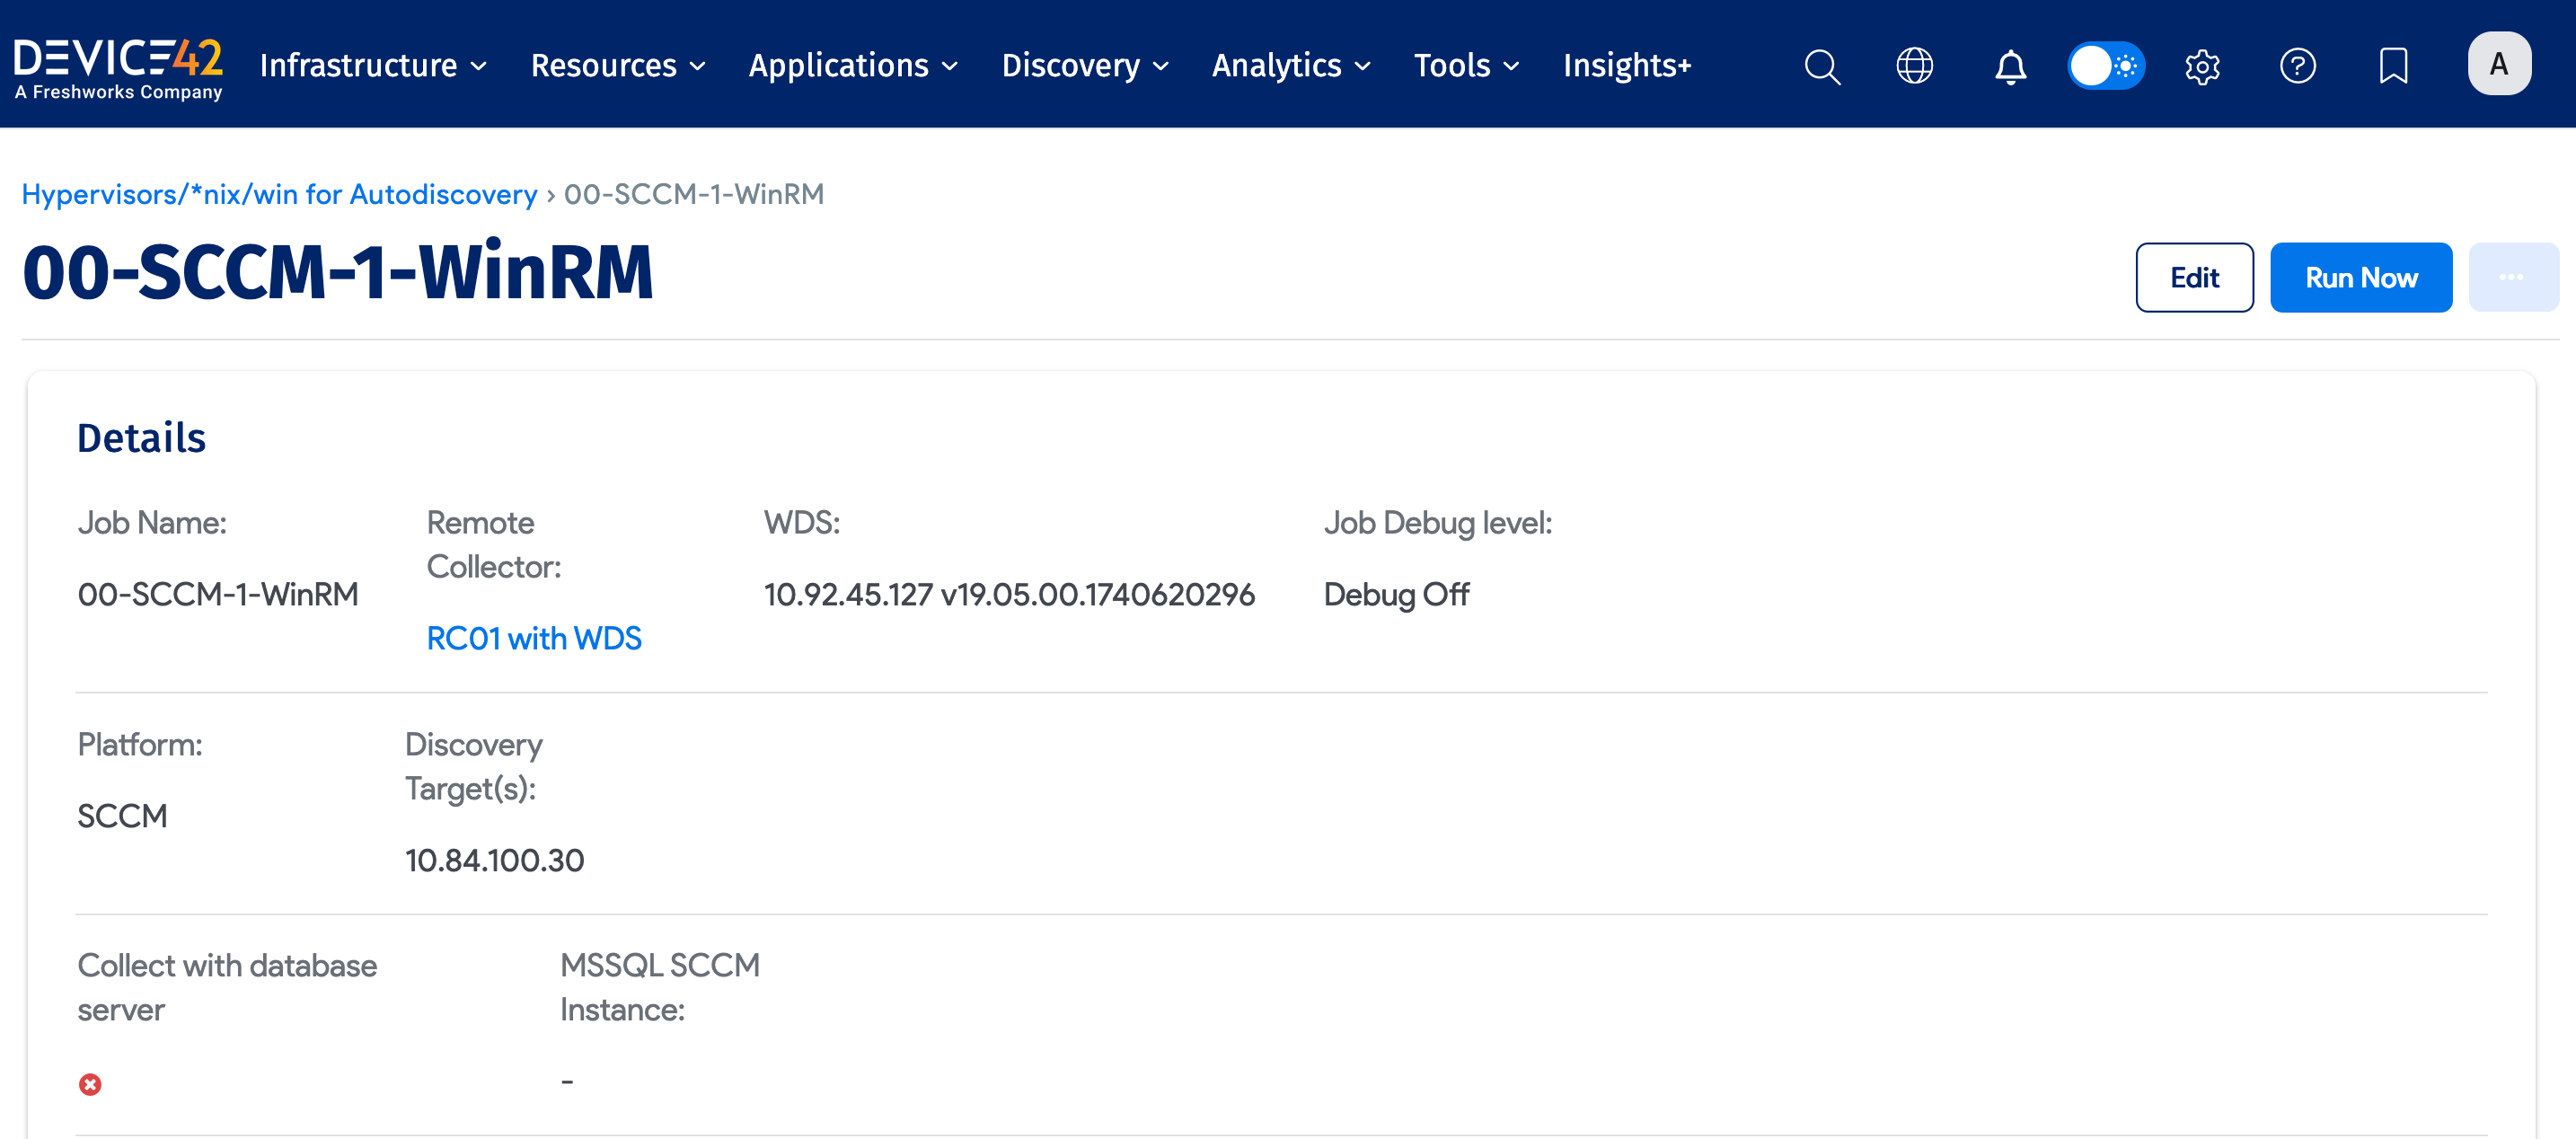 DEVICE42
A Freshworks Company
Infrastructure Resources Applications Discovery Analytics Tools Insights+
A
Hypervisors/*nix/win for Autodiscovery › 00-SCCM-1-WinRM
00-SCCM-1-WinRM
Edit Run Now ...
Details
Job Name:
00-SCCM-1-WinRM
Remote
Collector:
RC01 with WDS
WDS:
10.92.45.127 v19.05.00.1740620296
Job Debug level:
Debug Off
Platform:
SCCM
Discovery
Target(s):
10.84.100.30
Collect with database
server
MSSQL SCCM
Instance:
-